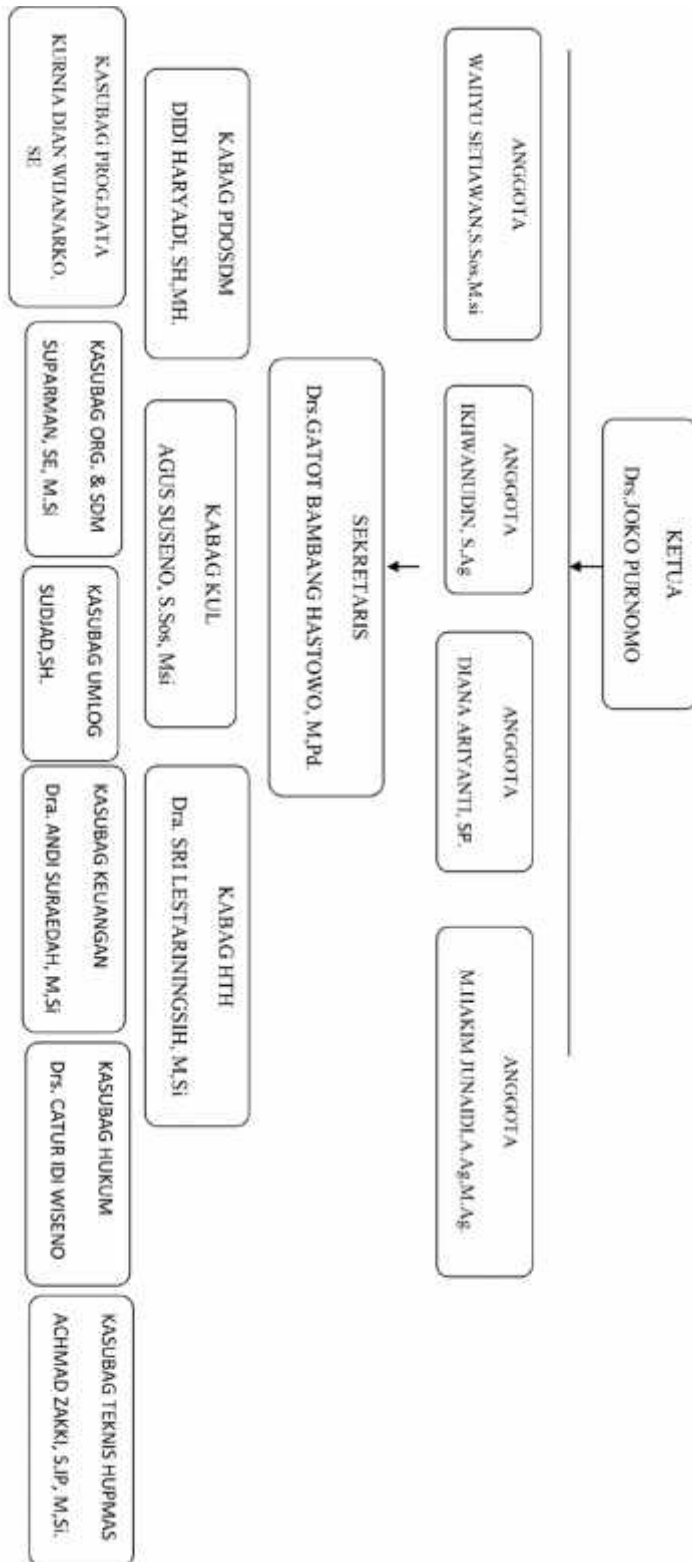 KETUA
Drs.JOKO PURNOMO
ANGGOTA
WAHYU SETIAWAN,S.Sos,M.si
ANGGOTA
IKHWANUDIN, S,Ag
ANGGOTA
DIANA ARIYANTI, SP.
ANGGOTA
M.HAKIM JUNAIDI,A.Ag,M.Ag.
SEKRETARIS
Drs.GATOT BAMBANG HASTOWO, M,Pd.
KABAG PDOSDM
DIDI HARYADI, SH,MH.
KABAG KUL
AGUS SUSENO, S.Sos, Msi
KABAG HTH
Dra. SRI LESTARININGSIH, M,Si
KASUBAG PROG.DATA
KURNIA DIAN WIJANARKO,
SE
KASUBAG ORG. & SDM
SUPARMAN, SE, M,Si
KASUBAG UMLOG
SUDJAD,SH.
KASUBAG KEUANGAN
Dra. ANDI SURAEDAH, M,Si
KASUBAG HUKUM
Drs. CATUR IDI WISENO
KASUBAG TEKNIS HUPMAS
ACHMAD ZAKKI, S.IP, M,Si.